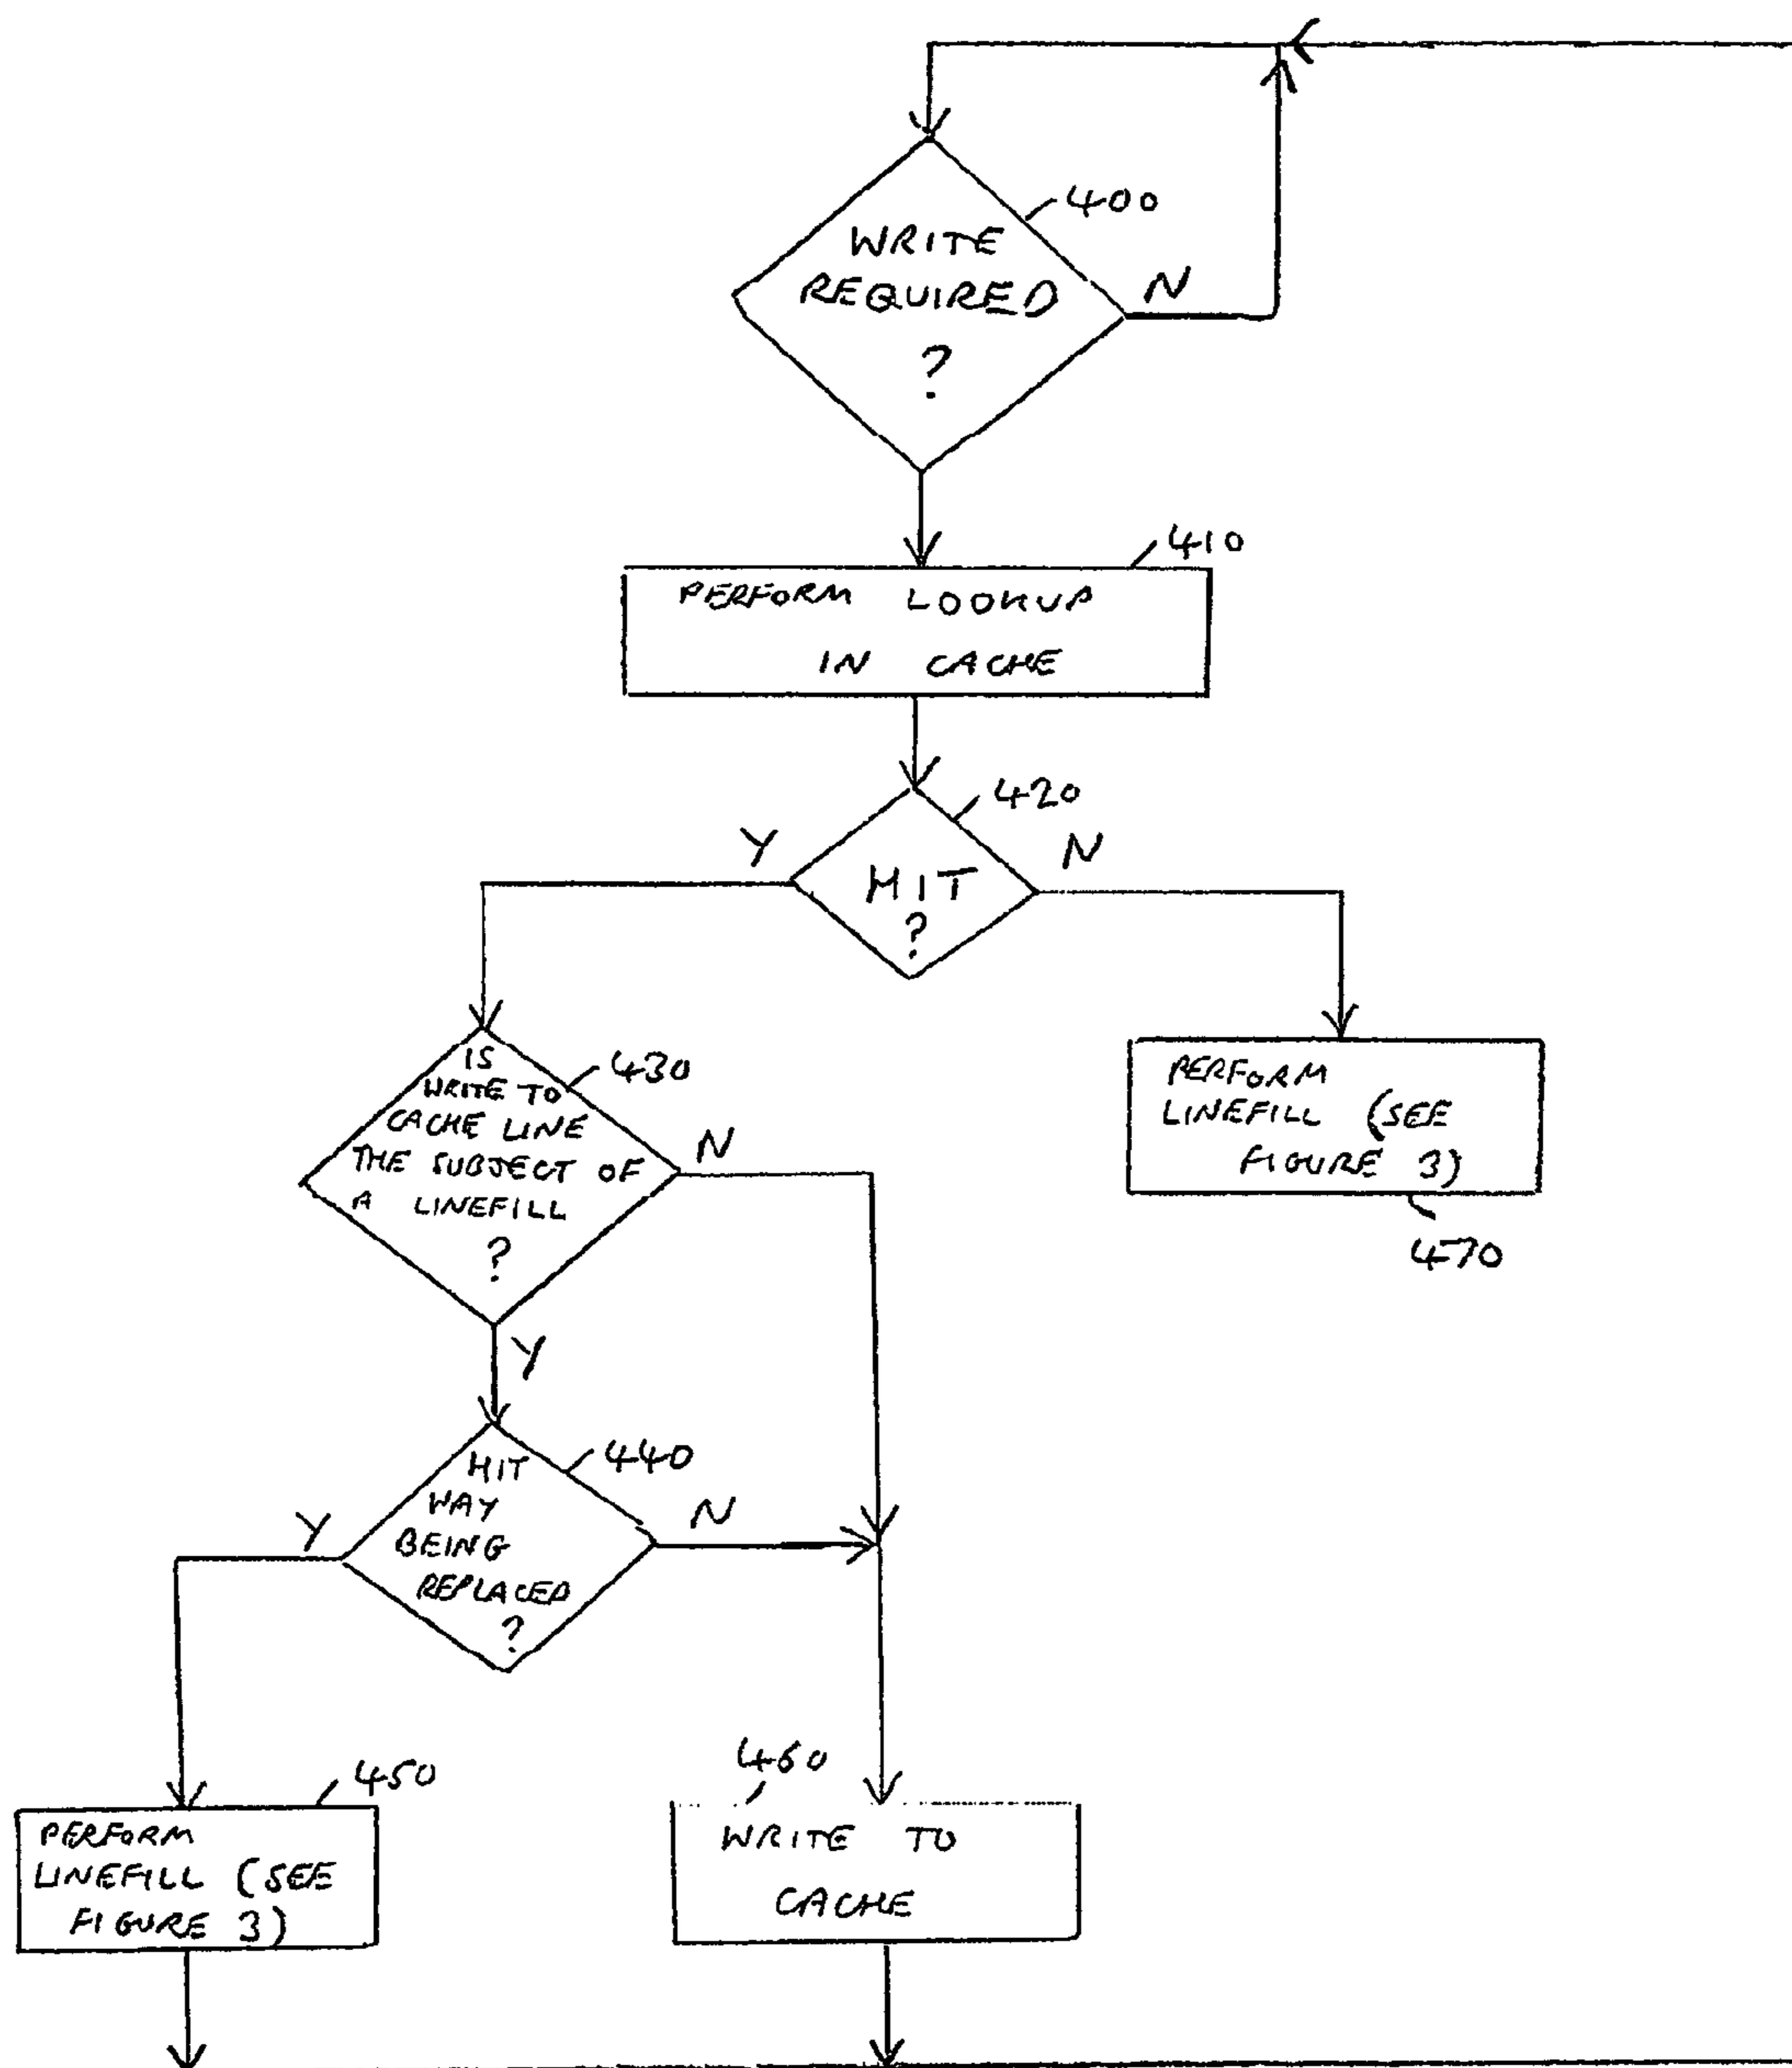 400
WRITE
REQUIRED
?
N
410
PERFORM LOOKUP
IN CACHE
420
Y
N
HIT
?
430
IS
WRITE TO
CACHE LINE
THE SUBJECT OF
A LINEFILL
?
N
Y
PERFORM
LINEFILL (SEE
FIGURE 3)
470
440
HIT
WAY
BEING
REPLACED
?
Y
N
450
PERFORM
LINEFILL (SEE
FIGURE 3)
460
WRITE TO
CACHE